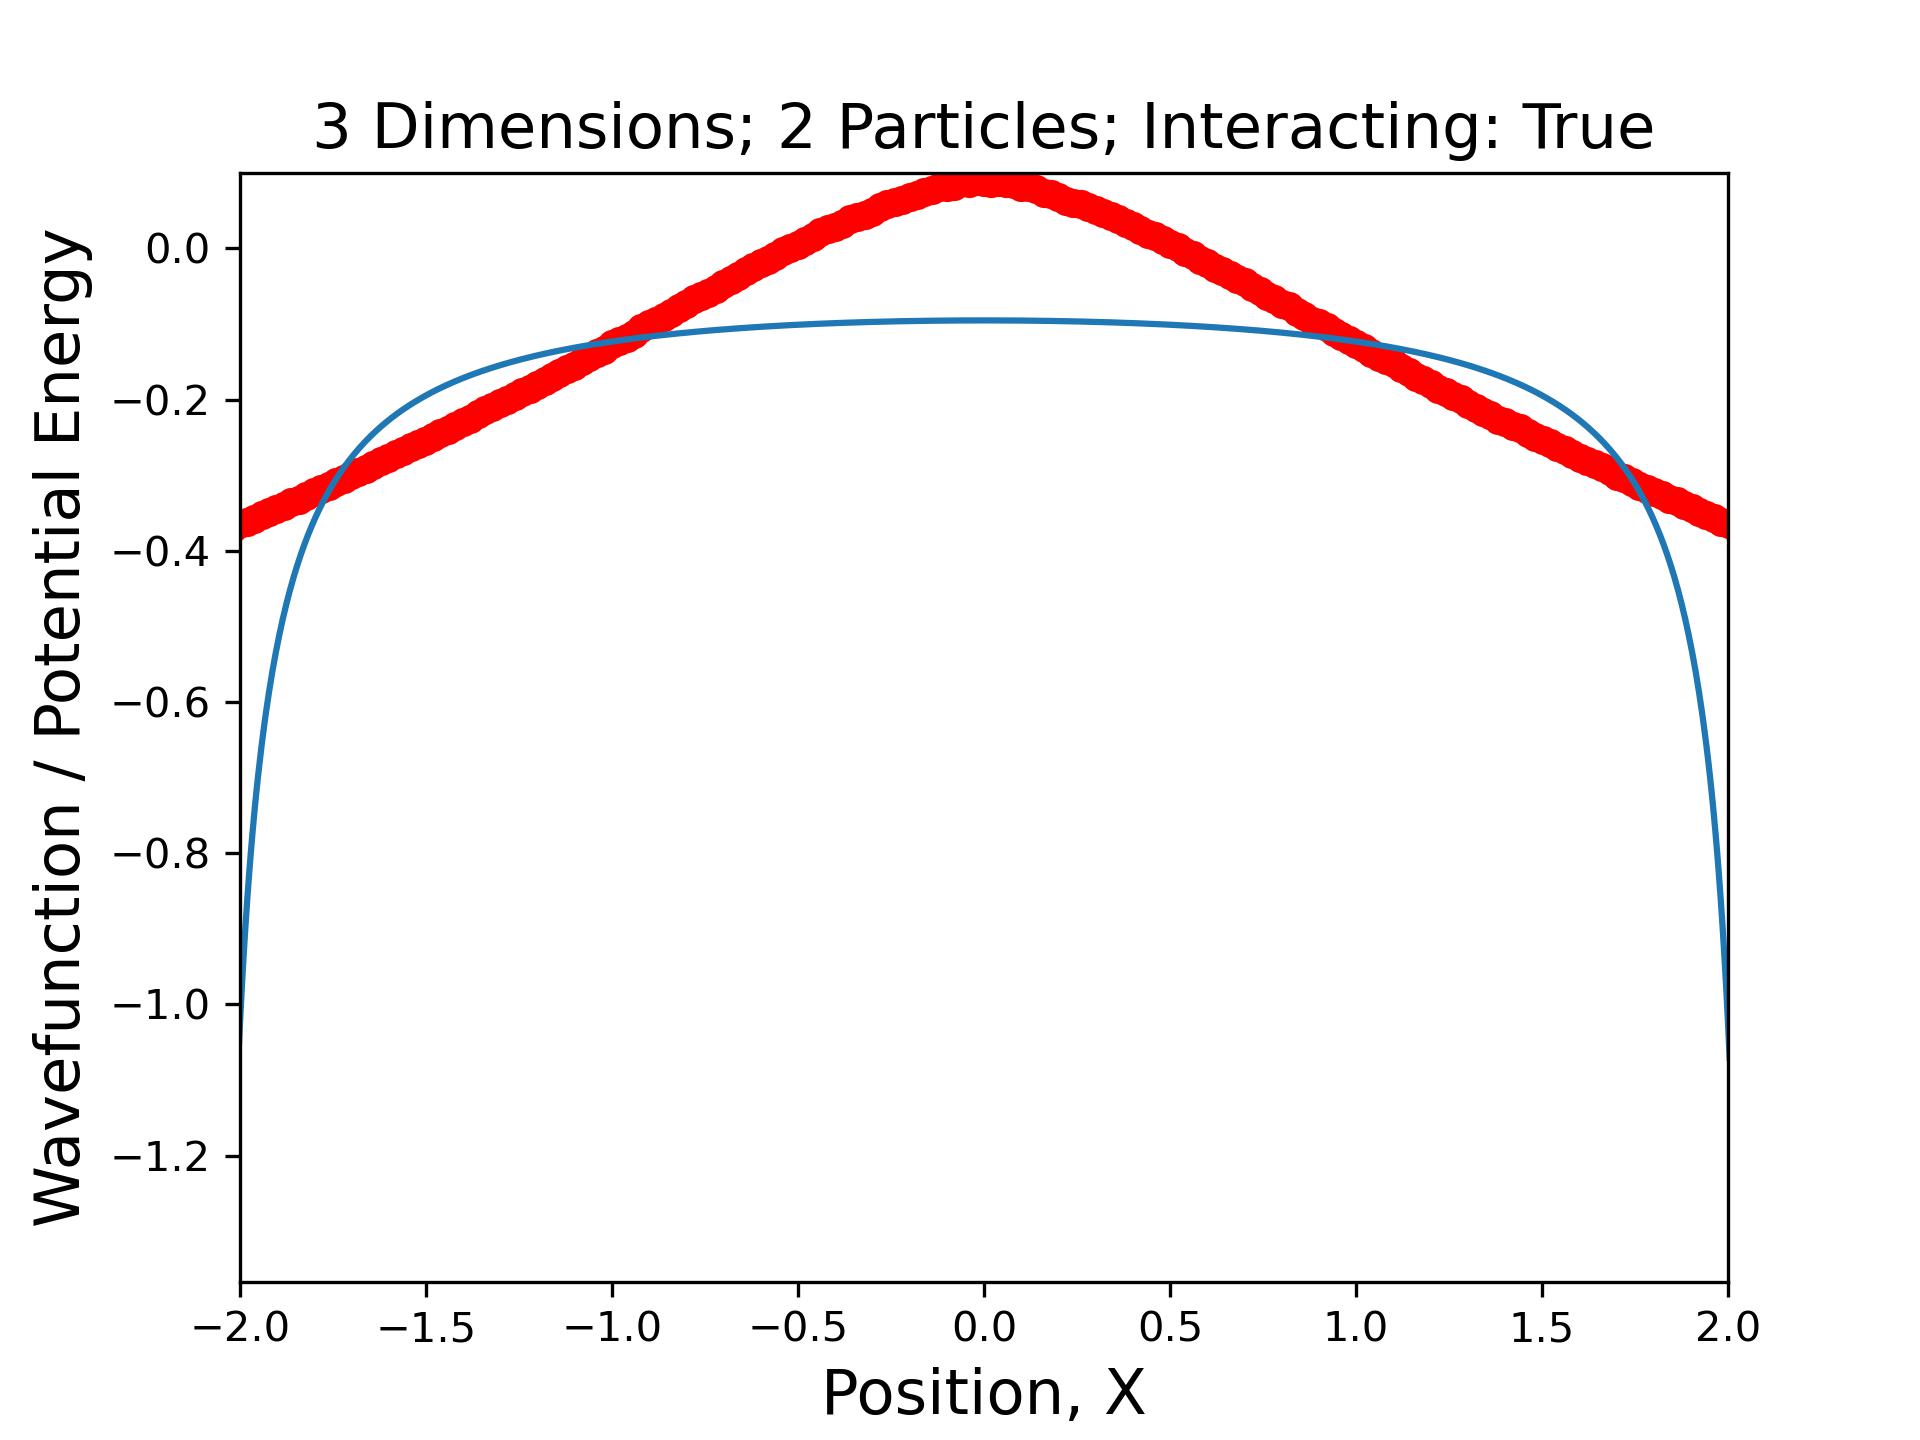 3 Dimensions; 2 Particles; Interacting: True
Wavefunction / Potential Energy
0.0
−0.2
−0.4
−0.6
−0.8
−1.0
−1.2
−2.0 −1.5 −1.0 −0.5 0.0 0.5 1.0 1.5 2.0
Position, X